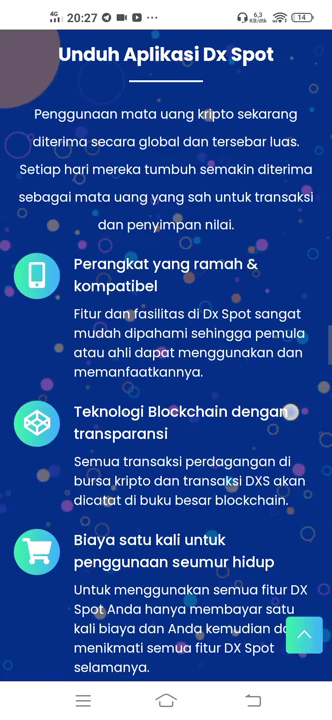 4G 20:27 6,3 KB/dtk 14
Unduh Aplikasi Dx Spot
Penggunaan mata uang kripto sekarang
diterima secara global dan tersebar luas.
Setiap hari mereka tumbuh semakin diterima
sebagai mata uang yang sah untuk transaksi
dan penyimpan nilai.
Perangkat yang ramah &
kompatibel
Fitur dan fasilitas di Dx Spot sangat
mudah dipahami sehingga pemula
atau ahli dapat menggunakan dan
memanfaatkannya.
Teknologi Blockchain dengan
transparansi
Semua transaksi perdagangan di
bursa kripto dan transaksi DXS akan
dicatat di buku besar blockchain.
Biaya satu kali untuk
penggunaan seumur hidup
Untuk menggunakan semua fitur DX
Spot Anda hanya membayar satu
kali biaya dan Anda kemudian
menikmati semua fitur DX Spot
selamanya.